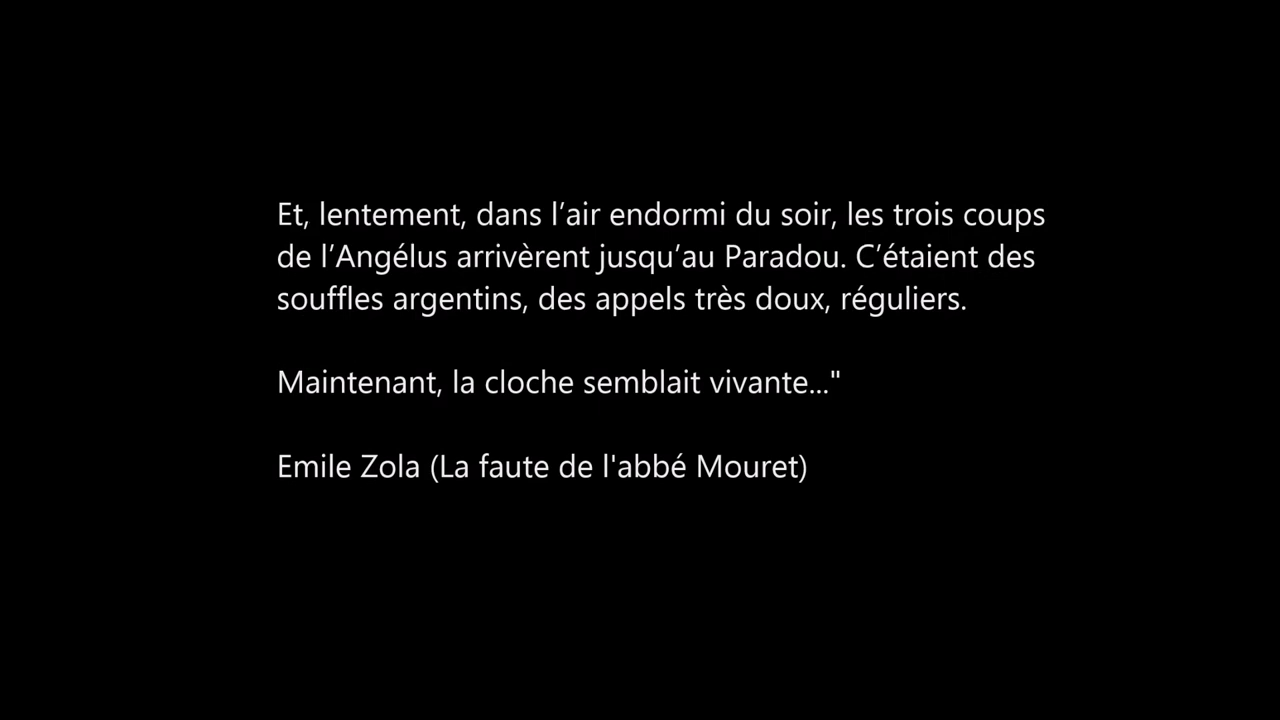 Et, lentement, dans l’air endormi du soir, les trois coups
de l’Angélus arrivèrent jusqu’au Paradou. C’étaient des
souffles argentins, des appels très doux, réguliers.
Maintenant, la cloche semblait vivante..."
Emile Zola (La faute de l'abbé Mouret)